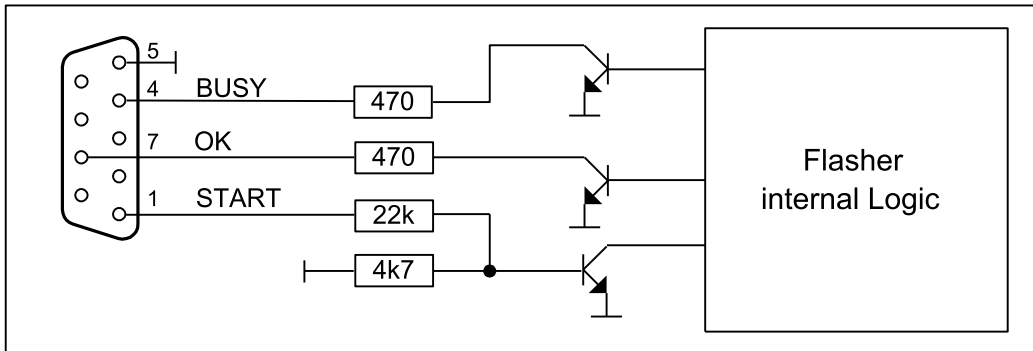 5
4 BUSY 470
7 OK 470
1 START 22k
4k7
Flasher
internal Logic